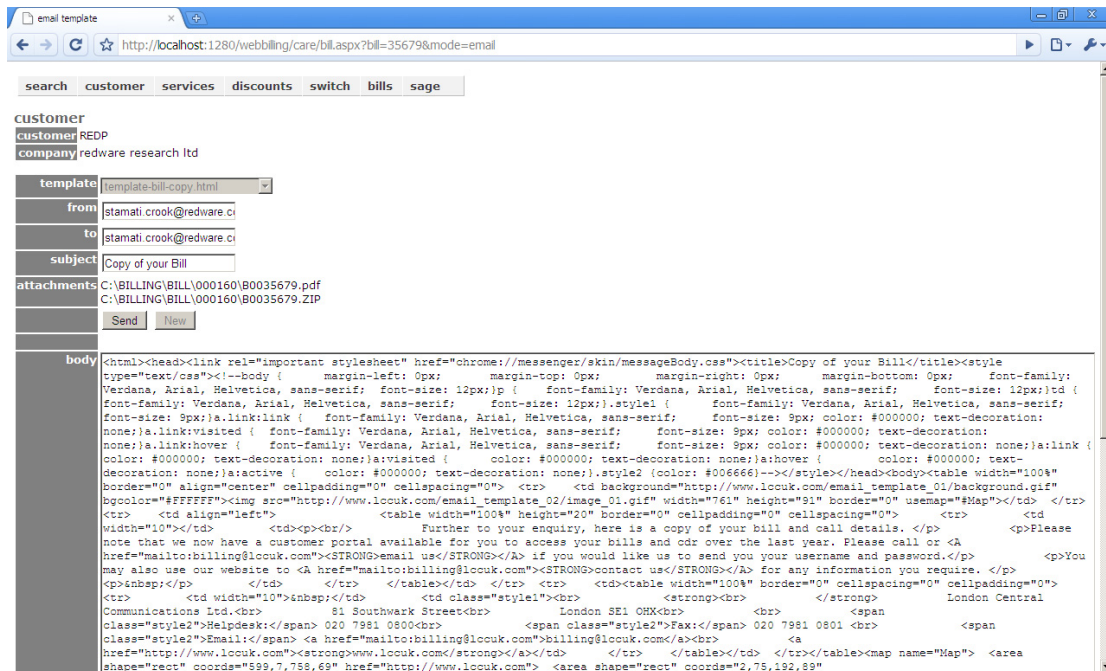 email template
http://localhost:1280/webbilling/care/bill.aspx?bill=35679&mode=email
search customer services discounts switch bills sage
customer
customer REDP
company redware research ltd
template template-bill-copy.html
from stamati.crook@redware.c
to stamati.crook@redware.c
subject Copy of your Bill
attachments C:\BILLING\BILL\000160\B0035679.pdf
C:\BILLING\BILL\000160\B0035679.ZIP
Send New
body <html><head><link rel="important stylesheet" href="chrome://messenger/skin/messageBody.css"><title>Copy of your Bill</title><style
type="text/css"><!--body { margin-left: 0px; margin-top: 0px; margin-right: 0px; margin-bottom: 0px; font-family:
Verdana, Arial, Helvetica, sans-serif; font-size: 12px;}p { font-family: Verdana, Arial, Helvetica, sans-serif; font-size: 12px;}td {
font-family: Verdana, Arial, Helvetica, sans-serif; font-size: 12px;}.style1 { font-family: Verdana, Arial, Helvetica, sans-serif;
font-size: 9px;}a.link:link { font-family: Verdana, Arial, Helvetica, sans-serif; font-size: 9px; color: #000000; text-decoration:
none;}a.link:visited { font-family: Verdana, Arial, Helvetica, sans-serif; font-size: 9px; color: #000000; text-decoration:
none;}a.link:hover { font-family: Verdana, Arial, Helvetica, sans-serif; font-size: 9px; color: #000000; text-decoration: none;}a:link {
color: #000000; text-decoration: none;}a:visited { color: #000000; text-decoration: none;}a:hover { color: #000000; text-
decoration: none;}a:active { color: #000000; text-decoration: none;}.style2 {color: #006666}--></style></head><body><table width="100%"
border="0" align="center" cellpadding="0" cellspacing="0"> <tr> <td background="http://www.lccuk.com/email_template_01/background.gif"
bgcolor="#FFFFFF"><img src="http://www.lccuk.com/email_template_02/image_01.gif" width="761" height="91" border="0" usemap="#Map"></td> </tr>
<tr> <td align="left"> <table width="100%" height="20" border="0" cellpadding="0" cellspacing="0"> <tr> <td
width="10"></td> <td><p><br/> Further to your enquiry, here is a copy of your bill and call details. </p> <p>Please
note that we now have a customer portal available for you to access your bills and cdr over the last year. Please call or <A
href="mailto:billing@lccuk.com"><STRONG>email us</STRONG></A> if you would like us to send you your username and password.</p> <p>You
may also use our website to <A href="mailto:billing@lccuk.com"><STRONG>contact us</STRONG></A> for any information you require. </p>
<p>&nbsp;</p> </td> </tr> </table></td> </tr> <tr> <td><table width="100%" border="0" cellspacing="0" cellpadding="0">
<tr> <td width="10">&nbsp;</td> <td class="style1"><br> <strong><br> </strong> London Central
Communications Ltd.<br> 81 Southwark Street<br> London SE1 OHX<br> <br> <span
class="style2">Helpdesk:</span> 020 7981 0800<br> <span class="style2">Fax:</span> 020 7981 0801 <br> <span
class="style2">Email:</span> <a href="mailto:billing@lccuk.com">billing@lccuk.com</a><br> <a
href="http://www.lccuk.com"><strong>www.lccuk.com</strong></a></td> </tr> </table></td> </tr></table><map name="Map"> <area
shape="rect" coords="599,7,758,69" href="http://www.lccuk.com"> <area shape="rect" coords="2,75,192,89"